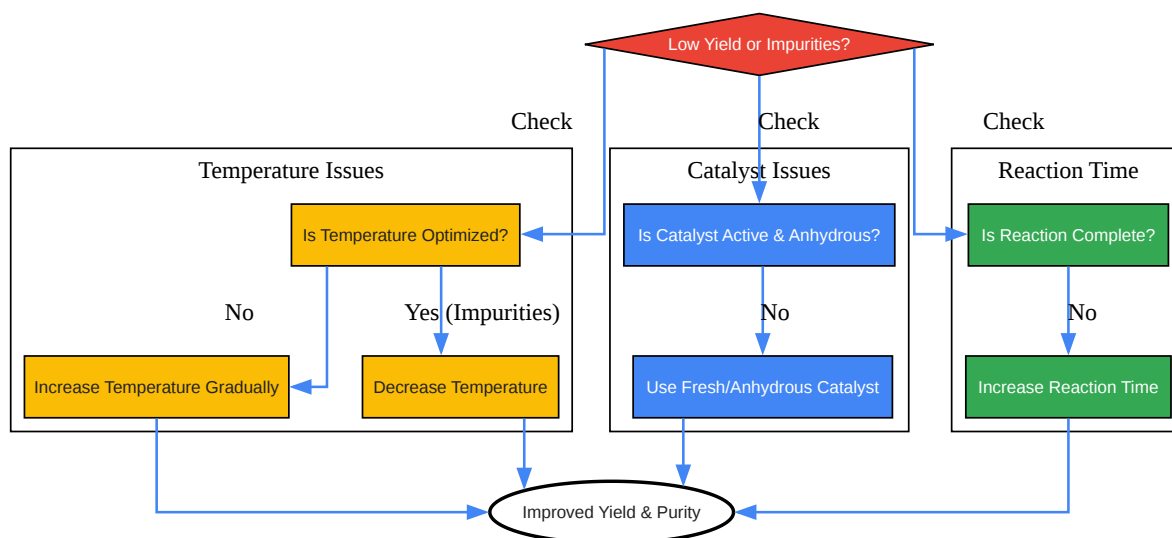 Low Yield or Impurities?
Check
Check
Check
Temperature Issues
Catalyst Issues
Reaction Time
Is Temperature Optimized?
Is Catalyst Active & Anhydrous?
Is Reaction Complete?
No
Yes (Impurities)
No
No
Increase Temperature Gradually
Decrease Temperature
Use Fresh/Anhydrous Catalyst
Increase Reaction Time
Improved Yield & Purity